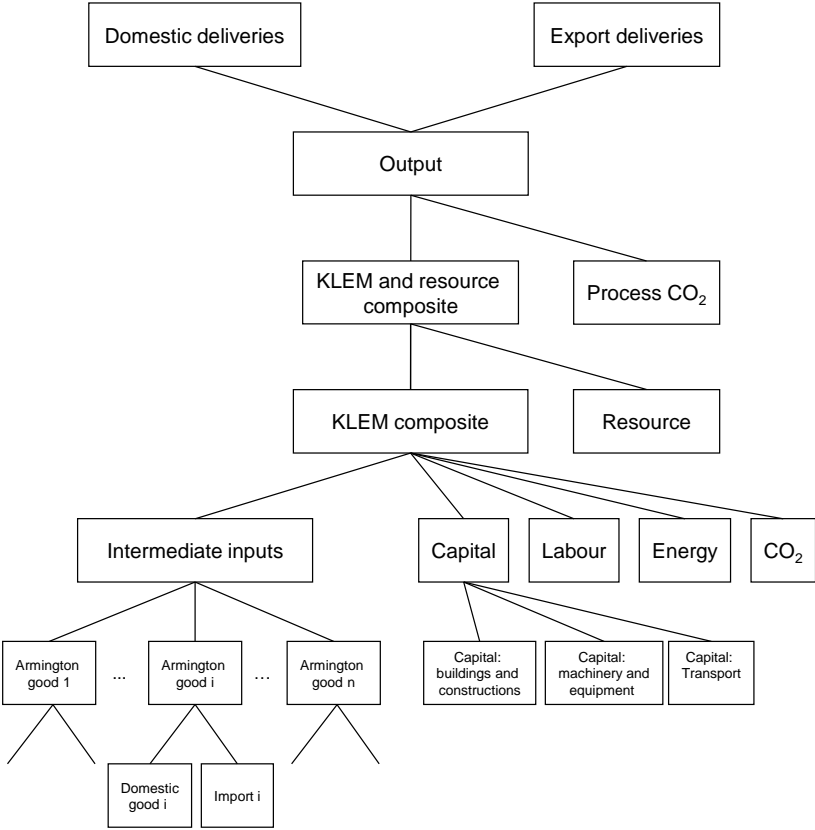 Domestic deliveries
Export deliveries
Output
KLEM and resource
composite
Process CO₂
KLEM composite
Resource
Intermediate inputs
Capital
Labour
Energy
CO₂
Armington
good 1
...
Armington
good i
...
Armington
good n
Capital:
buildings and
constructions
Capital:
machinery and
equipment
Capital:
Transport
Domestic
good i
Import i